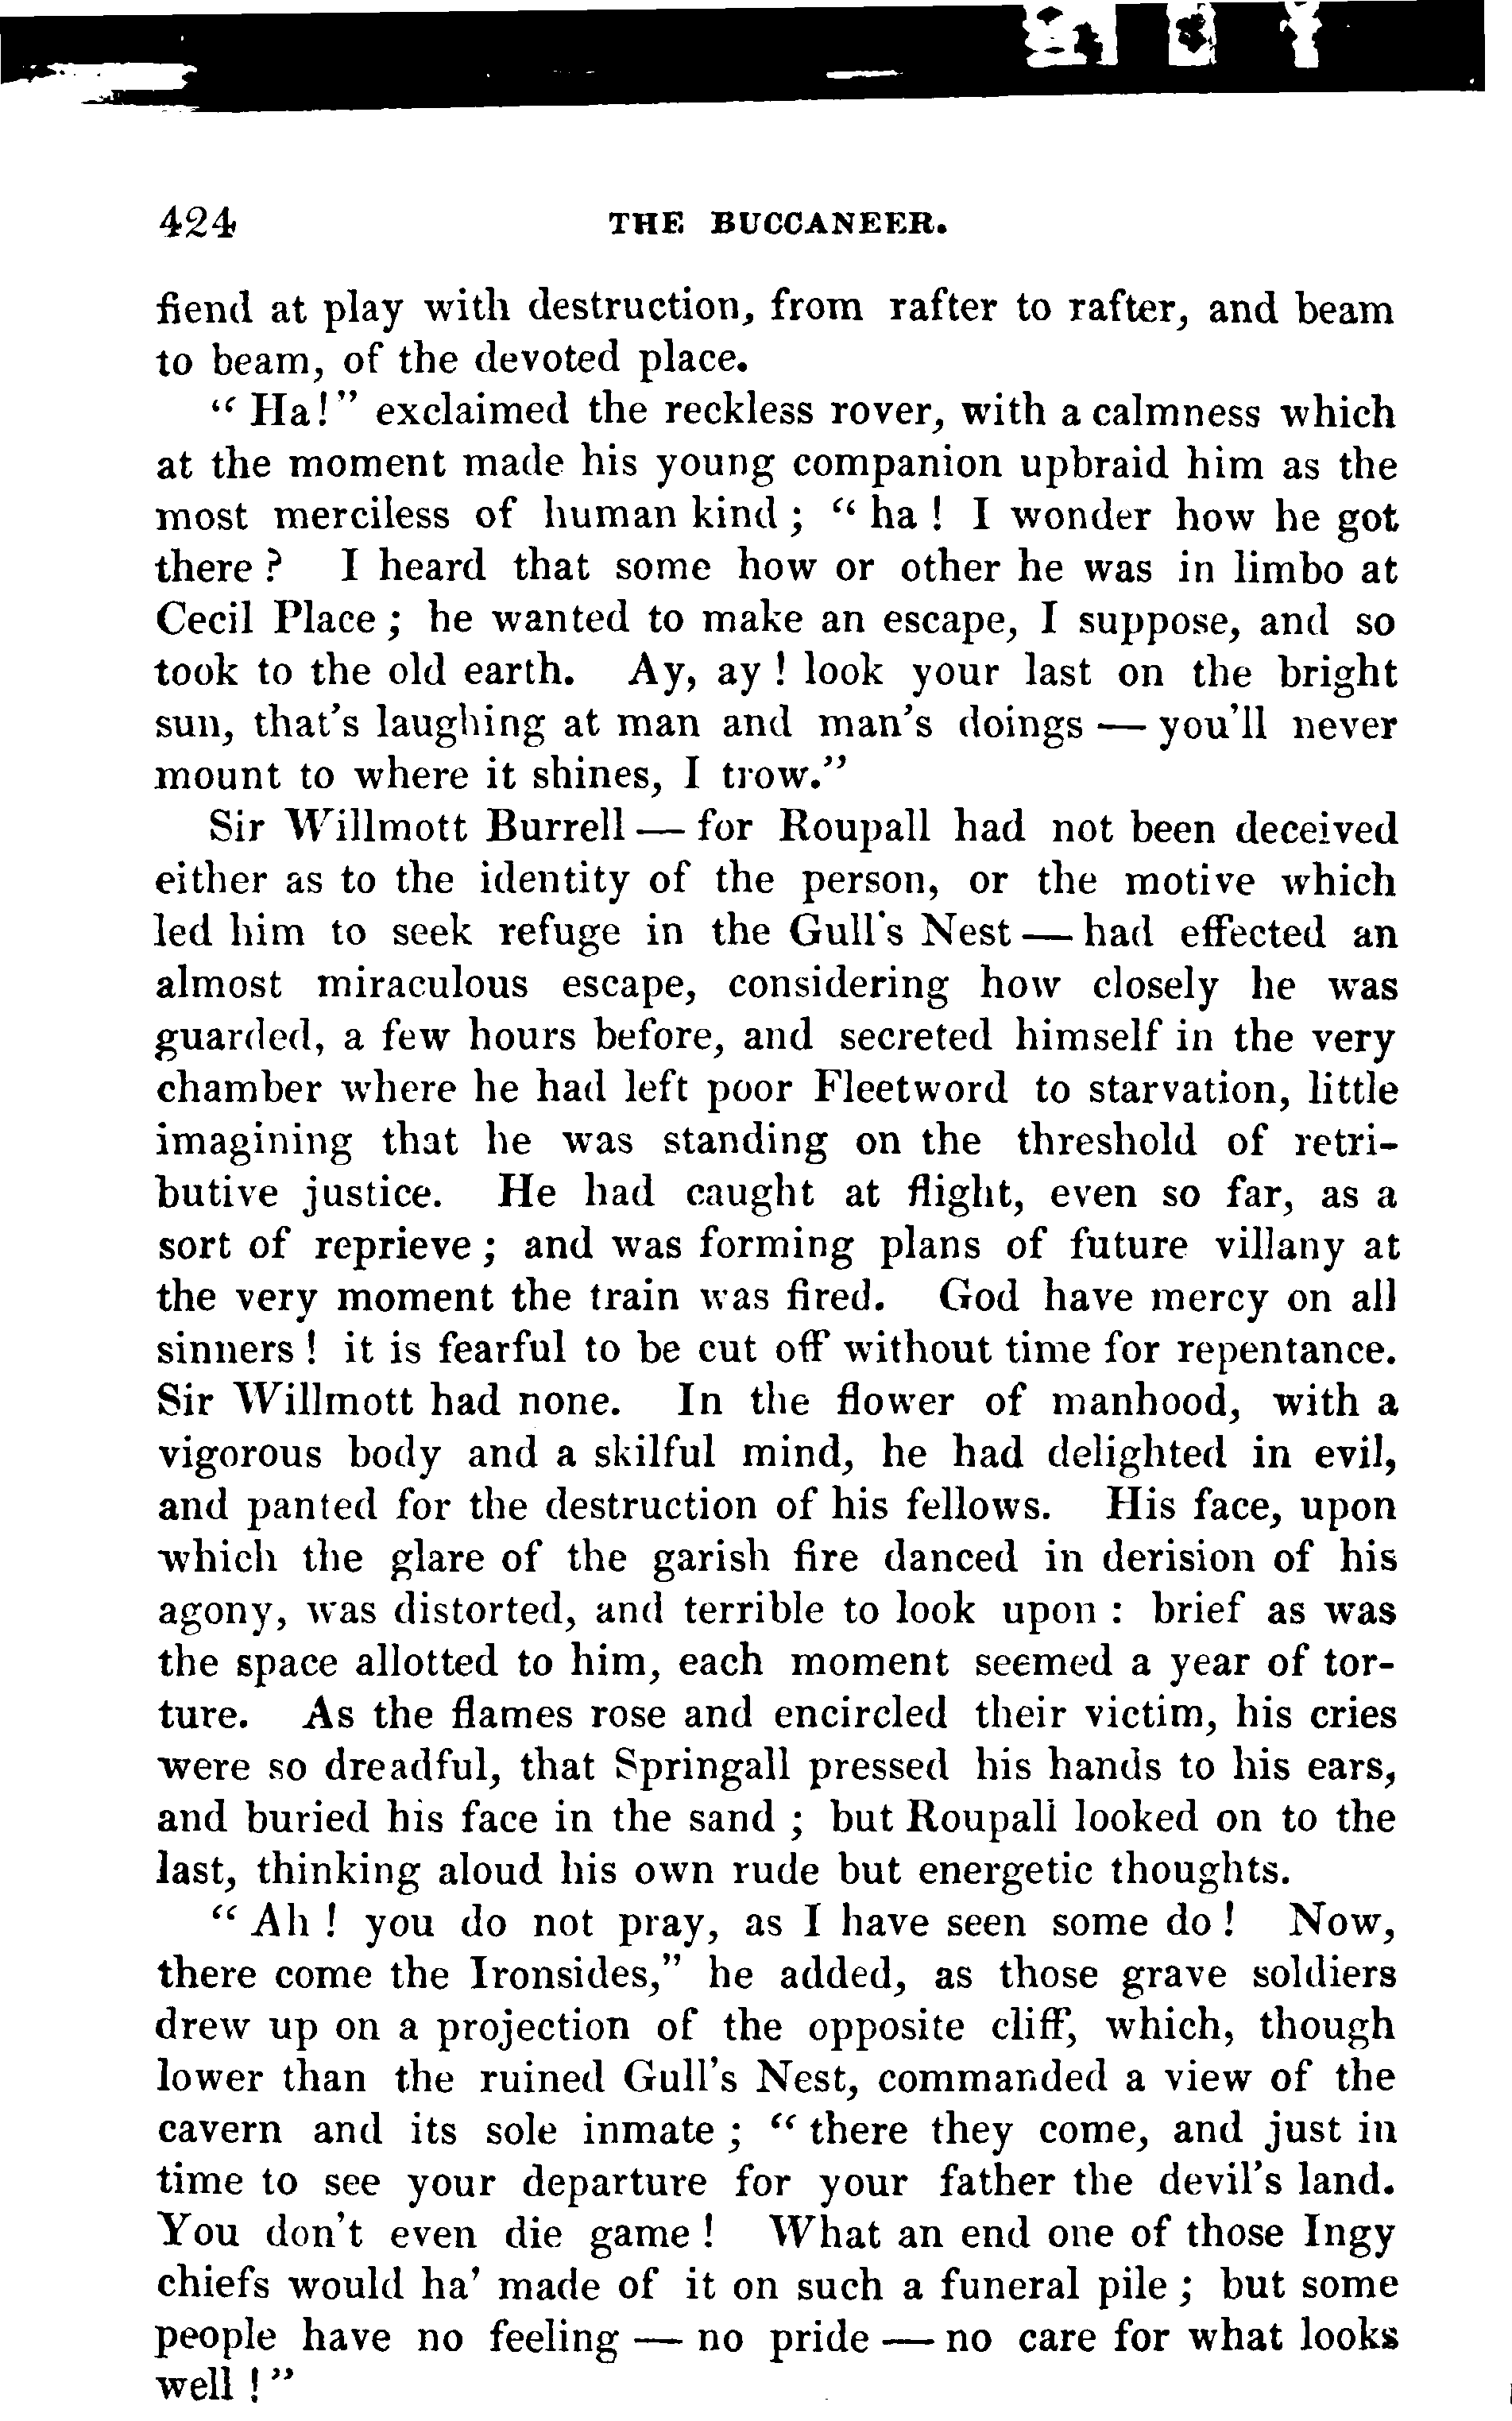 424 THE BUCCANEER.
fiend at play with destruction, from rafter to rafter, and beam
to beam, of the devoted place.
“ Ha!” exclaimed the reckless rover, with a calmness which
at the moment made his young companion upbraid him as the
most merciless of human kind ; “ ha ! I wonder how he got
there ? I heard that some how or other he was in limbo at
Cecil Place ; he wanted to make an escape, I suppose, and so
took to the old earth. Ay, ay ! look your last on the bright
sun, that's laughing at man and man's doings — you'll never
mount to where it shines, I trow.”
Sir Willmott Burrell — for Roupall had not been deceived
either as to the identity of the person, or the motive which
led him to seek refuge in the Gull's Nest — had effected an
almost miraculous escape, considering how closely he was
guarded, a few hours before, and secreted himself in the very
chamber where he had left poor Fleetword to starvation, little
imagining that he was standing on the threshold of retri-
butive justice. He had caught at flight, even so far, as a
sort of reprieve ; and was forming plans of future villany at
the very moment the train was fired. God have mercy on all
sinners ! it is fearful to be cut off without time for repentance.
Sir Willmott had none. In the flower of manhood, with a
vigorous body and a skilful mind, he had delighted in evil,
and panted for the destruction of his fellows. His face, upon
which the glare of the garish fire danced in derision of his
agony, was distorted, and terrible to look upon : brief as was
the space allotted to him, each moment seemed a year of tor-
ture. As the flames rose and encircled their victim, his cries
were so dreadful, that Springall pressed his hands to his ears,
and buried his face in the sand ; but Roupall looked on to the
last, thinking aloud his own rude but energetic thoughts.
“ Ah ! you do not pray, as I have seen some do ! Now,
there come the Ironsides,” he added, as those grave soldiers
drew up on a projection of the opposite cliff, which, though
lower than the ruined Gull's Nest, commanded a view of the
cavern and its sole inmate ; “ there they come, and just in
time to see your departure for your father the devil's land.
You don't even die game ! What an end one of those Ingy
chiefs would ha' made of it on such a funeral pile ; but some
people have no feeling — no pride — no care for what looks
well !”